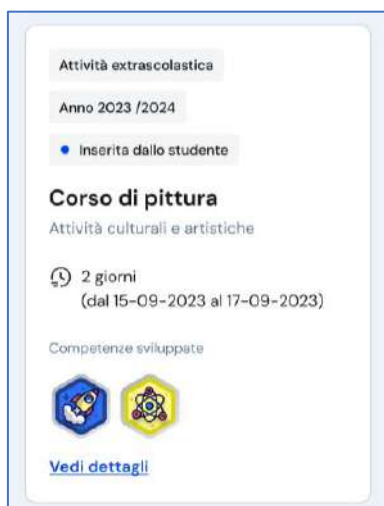 Attività extrascolastica
Anno 2023 /2024
Inserita dallo studente
Corso di pittura
Attività culturali e artistiche
2 giorni
(dal 15-09-2023 al 17-09-2023)
Competenze sviluppate
Vedi dettagli